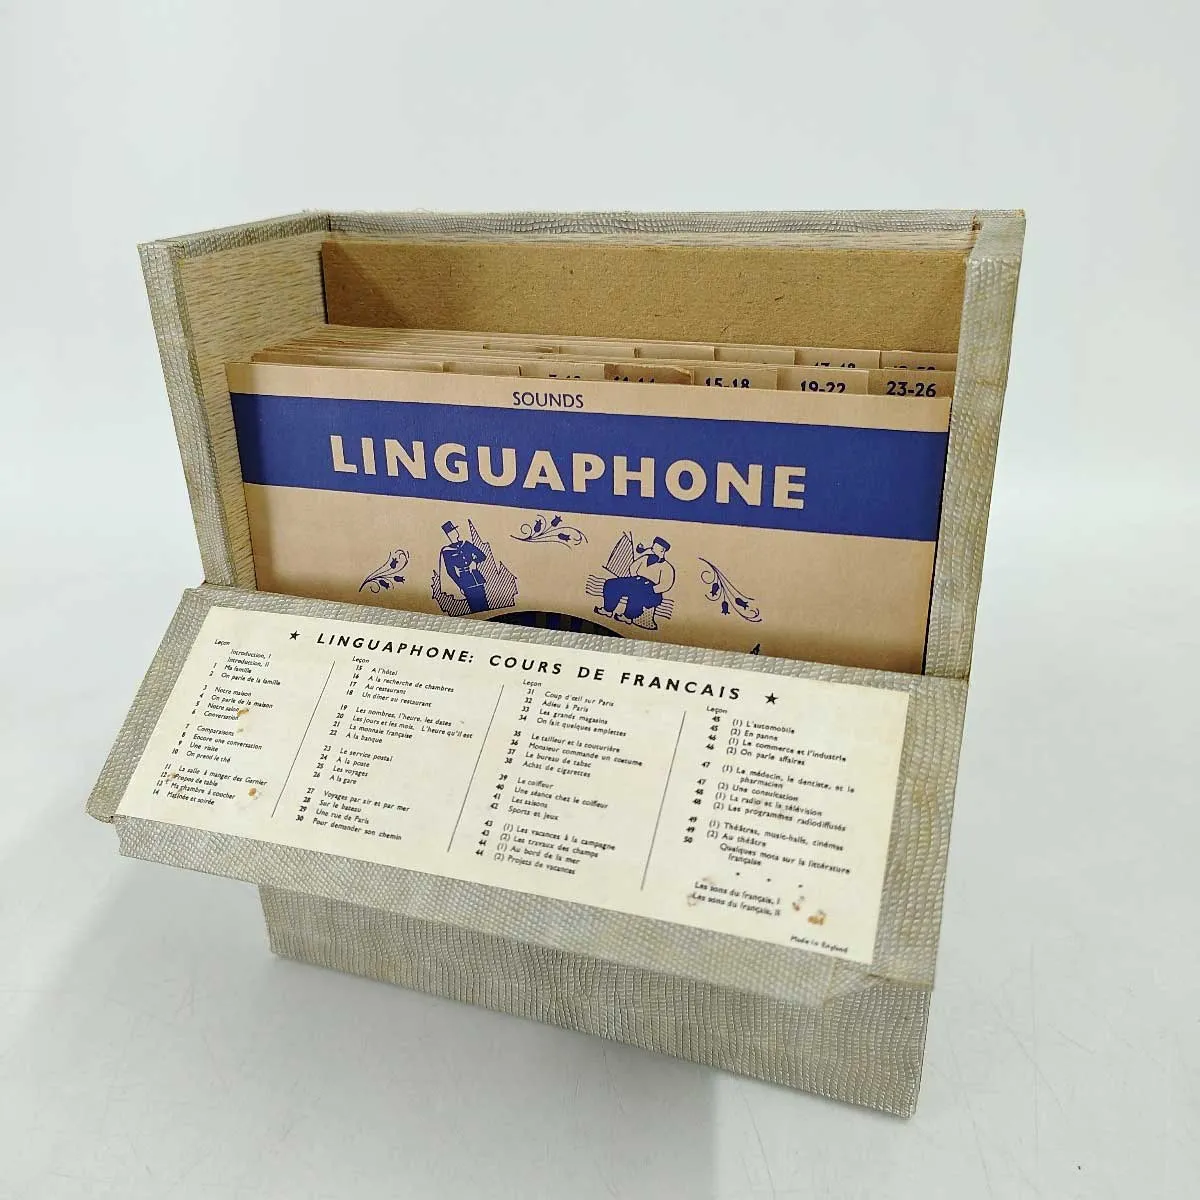 17-18
15-18
19-22
23-26
SOUNDS
LINGUAPHONE
★ LINGUAPHONE: COURS DE FRANCAIS ★
Leçon
Introduction, I
Introduction, II
1 Ma famille
2 On parle de la famille
3 Notre maison
4 On parle de la maison
5 Notre salon
6 Conversation
7 Comparaisons
8 Encore une conversation
9 Une visite
10 On prend le thé
11 La salle à manger des Garnier
12 Propos de table
13 Ma chambre à coucher
14 Matinée et soirée
Leçon
15 A l'hôtel
16 A la recherche de chambres
17 Au restaurant
18 Un dîner au restaurant
19 Les nombres, l'heure, les dates
20 Les jours et les mois. L'heure qu'il est
21 La monnaie française
22 A la banque
23 Le service postal
24 A la poste
25 Les voyages
26 A la gare
27 Voyages par air et par mer
28 Sur le bateau
29 Une rue de Paris
30 Pour demander son chemin
Leçon
31 Coup d'œil sur Paris
32 Adieu à Paris
33 Les grands magasins
34 On fait quelques emplettes
35 Le tailleur et la couturière
36 Monsieur commande un costume
37 Le bureau de tabac
38 Achat de cigarettes
39 Le coiffeur
40 Une séance chez le coiffeur
41 Les saisons
42 Sports et jeux
43 (1) Les vacances à la campagne
43 (2) Les travaux des champs
44 (1) Au bord de la mer
44 (2) Projets de vacances
Leçon
45 (1) L'automobile
45 (2) En panne
46 (1) Le commerce et l'industrie
46 (2) On parle affaires
47 (1) Le médecin, le dentiste, et le
pharmacien
47 (2) Une consultation
48 (1) La radio et la télévision
48 (2) Les programmes radiodiffusés
49 (1) Théâtres, music-halls, cinémas
49 (2) Au théâtre
50 Quelques mots sur la littérature
française
Les sons du français, I
Les sons du français, II
Made in England